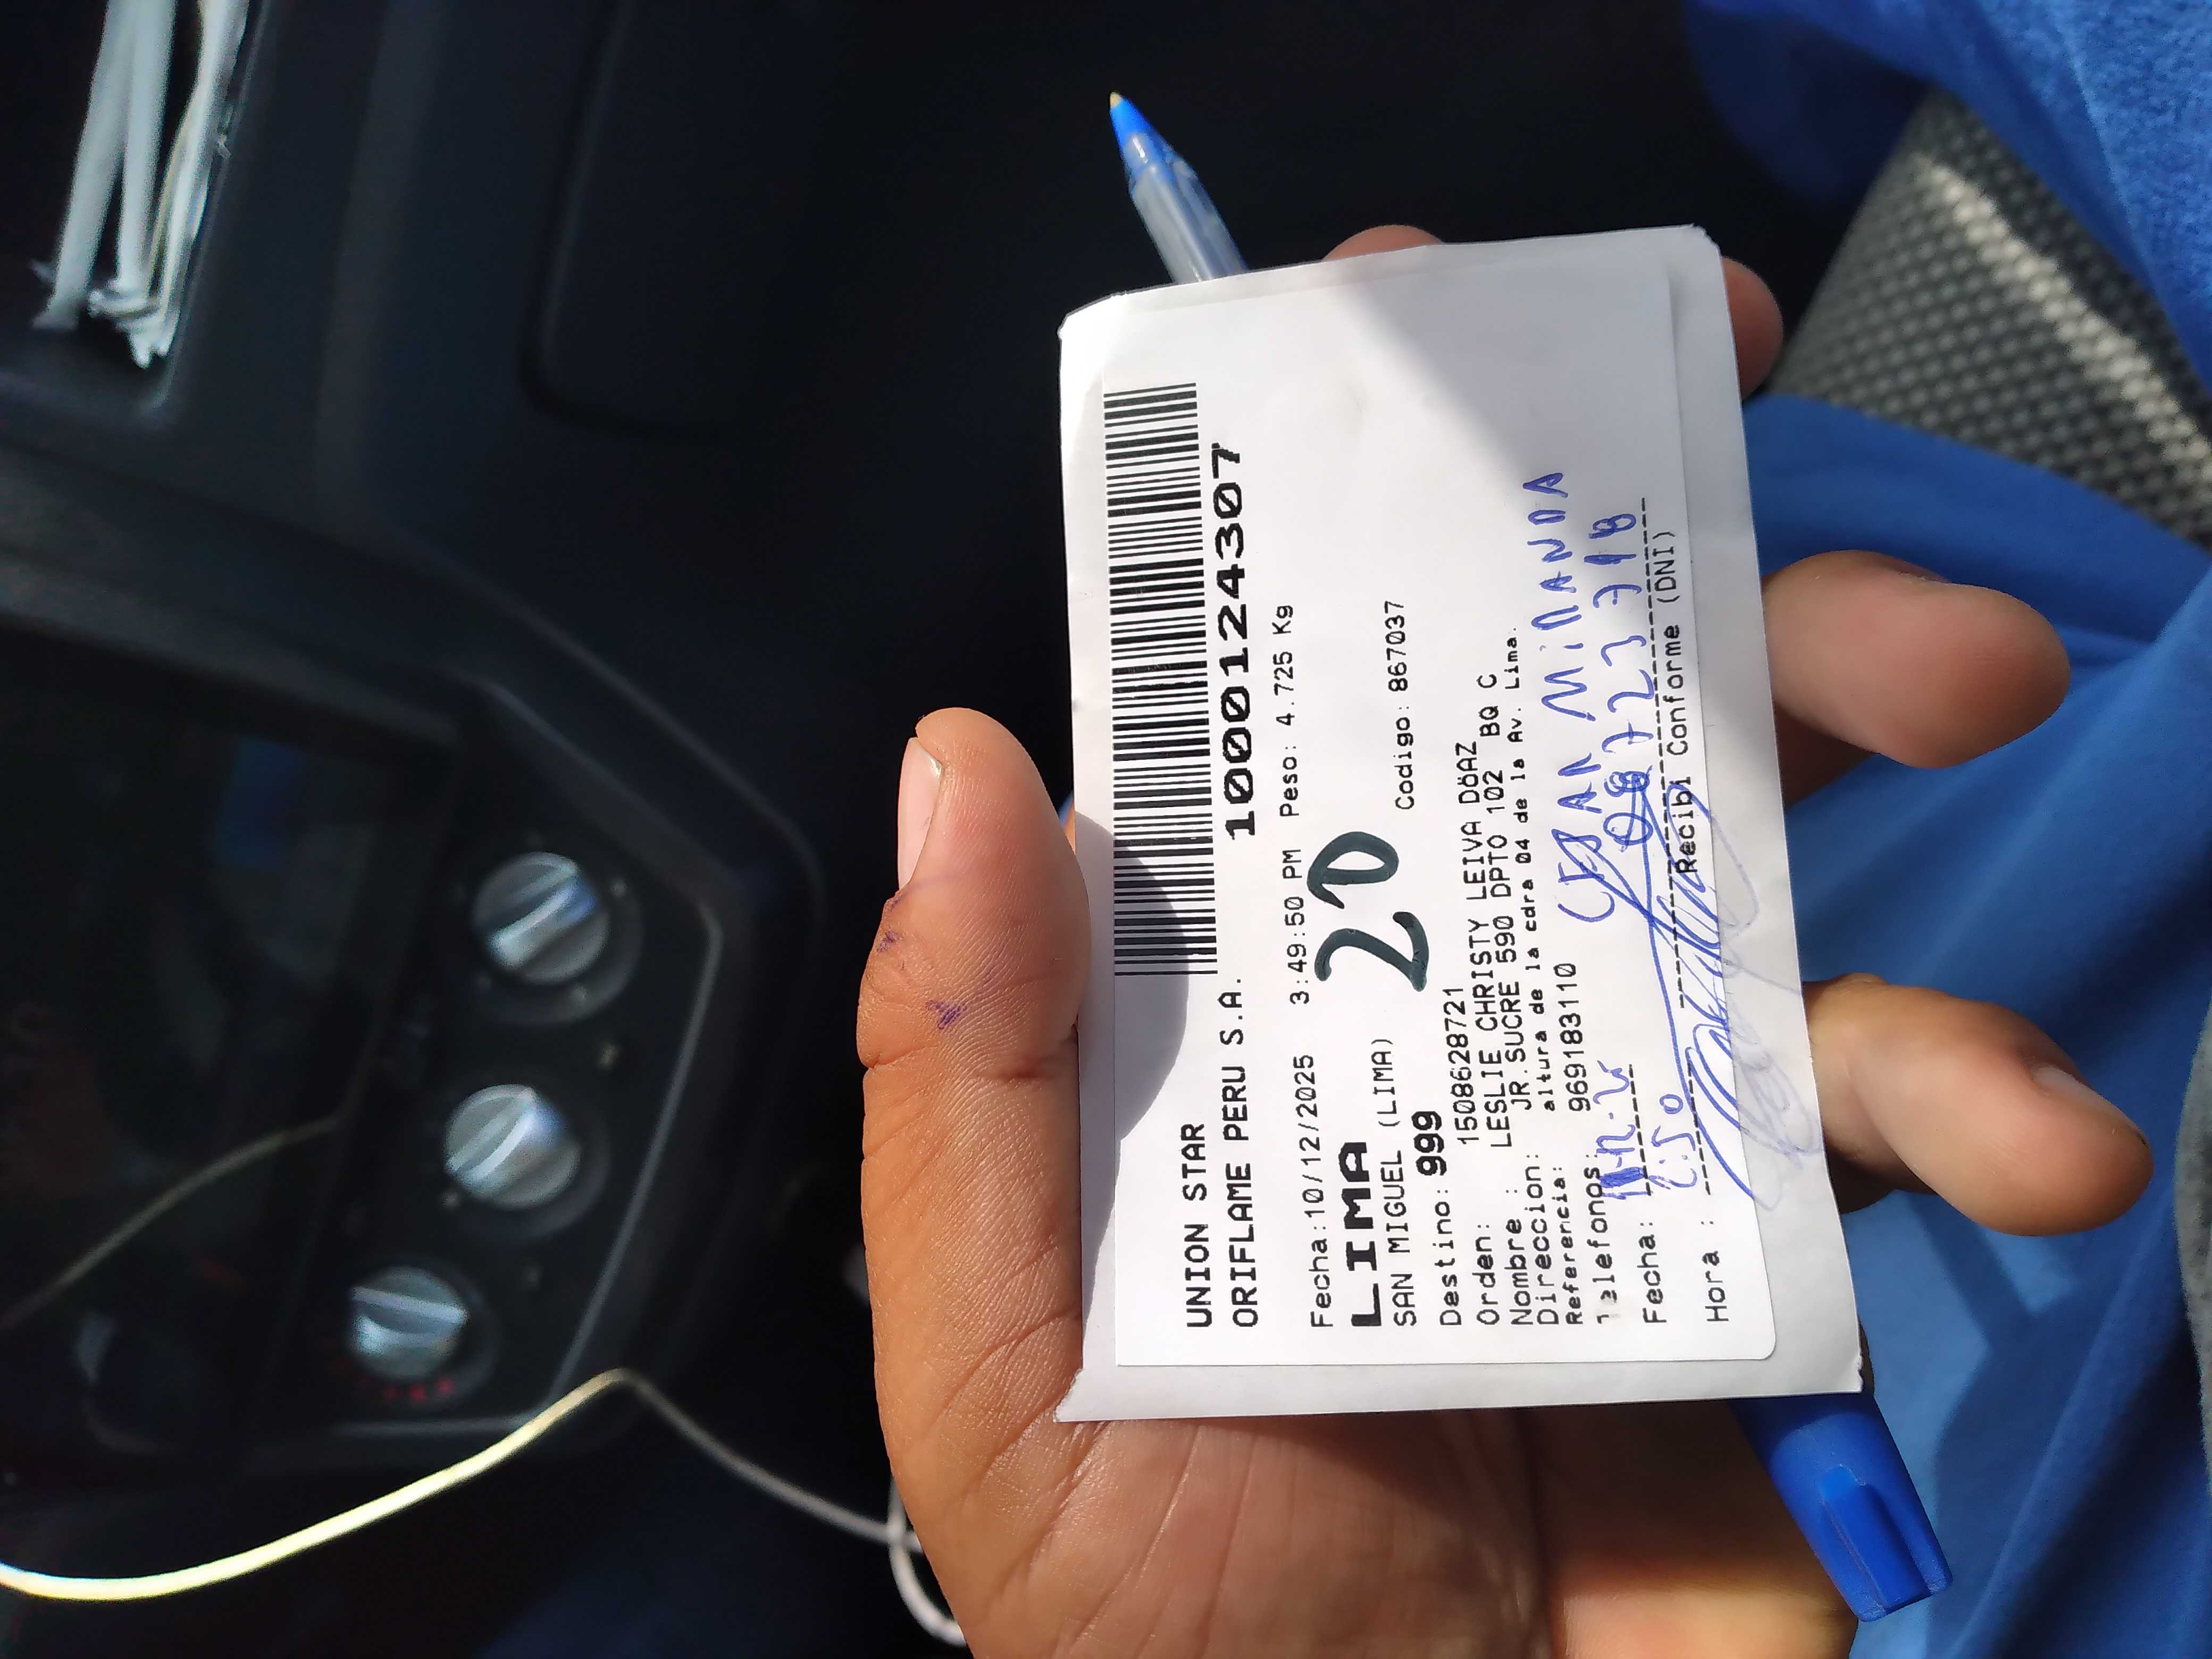 UNION STAR
ORIFLAME PERU S.A.
1000124307
Fecha:10/12/2025 3:49:50 PM Peso: 4.725 Kg
LIMA
SAN MIGUEL (LIMA)
20
Destino: 999
Codigo: 867037
Orden: 1508628721
Nombre : LESLIE CHRISTY LEIVA DöAZ
Direccion: JR.SUCRE 590 DPTO 102 BQ C
Referencia: altura de la cdra 04 de la Av. Lima.
Telefonos: 969183110
CESAR MIRANDA
Fecha:
Hora :
Recibi Conforme (DNI)